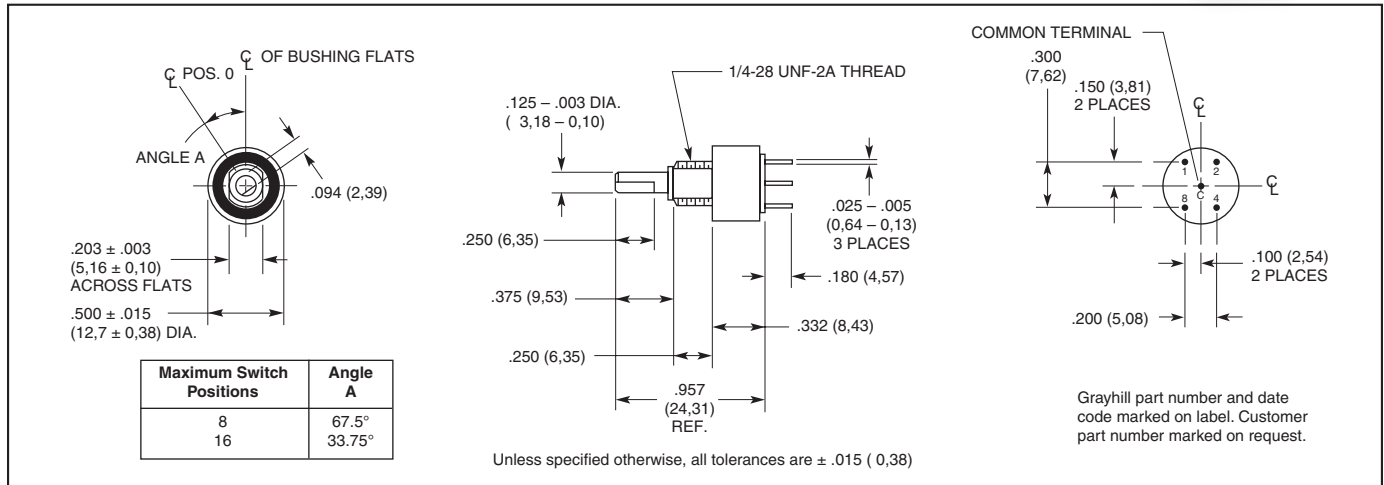 ℄ OF BUSHING FLATS
℄ POS. 0
ANGLE A
.094 (2,39)
.203 ± .003
(5,16 ± 0,10)
ACROSS FLATS
.500 ± .015
(12,7 ± 0,38) DIA.
Maximum Switch Positions Angle A
8 67.5°
16 33.75°
1/4-28 UNF-2A THREAD
.125 – .003 DIA.
( 3,18 – 0,10)
.025 – .005
(0,64 – 0,13)
3 PLACES
.250 (6,35)
.180 (4,57)
.375 (9,53)
.332 (8,43)
.250 (6,35)
.957
(24,31)
REF.
Unless specified otherwise, all tolerances are ± .015 ( 0,38)
COMMON TERMINAL
.300
(7,62)
.150 (3,81)
2 PLACES
℄
1 2
℄
C
8 4
.100 (2,54)
2 PLACES
.200 (5,08)
Grayhill part number and date
code marked on label. Customer
part number marked on request.